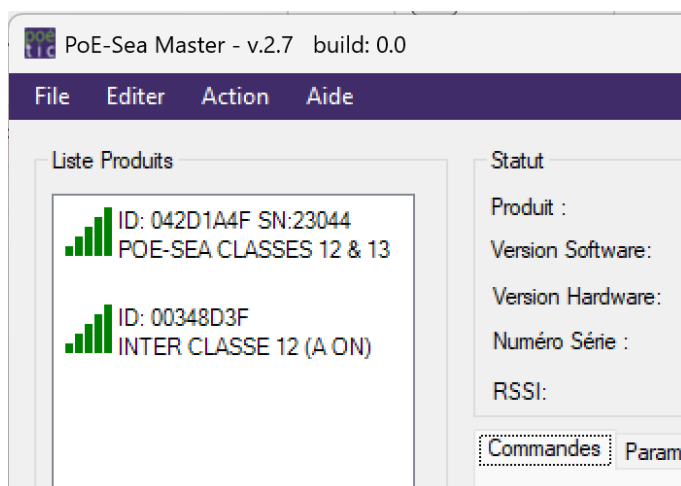 poé
tic
PoE-Sea Master - v.2.7 build: 0.0
File Editer Action Aide
Liste Produits
ID: 042D1A4F SN:23044
POE-SEA CLASSES 12 & 13
ID: 00348D3F
INTER CLASSE 12 (A ON)
Statut
Produit :
Version Software:
Version Hardware:
Numéro Série :
RSSI:
Commandes
Param